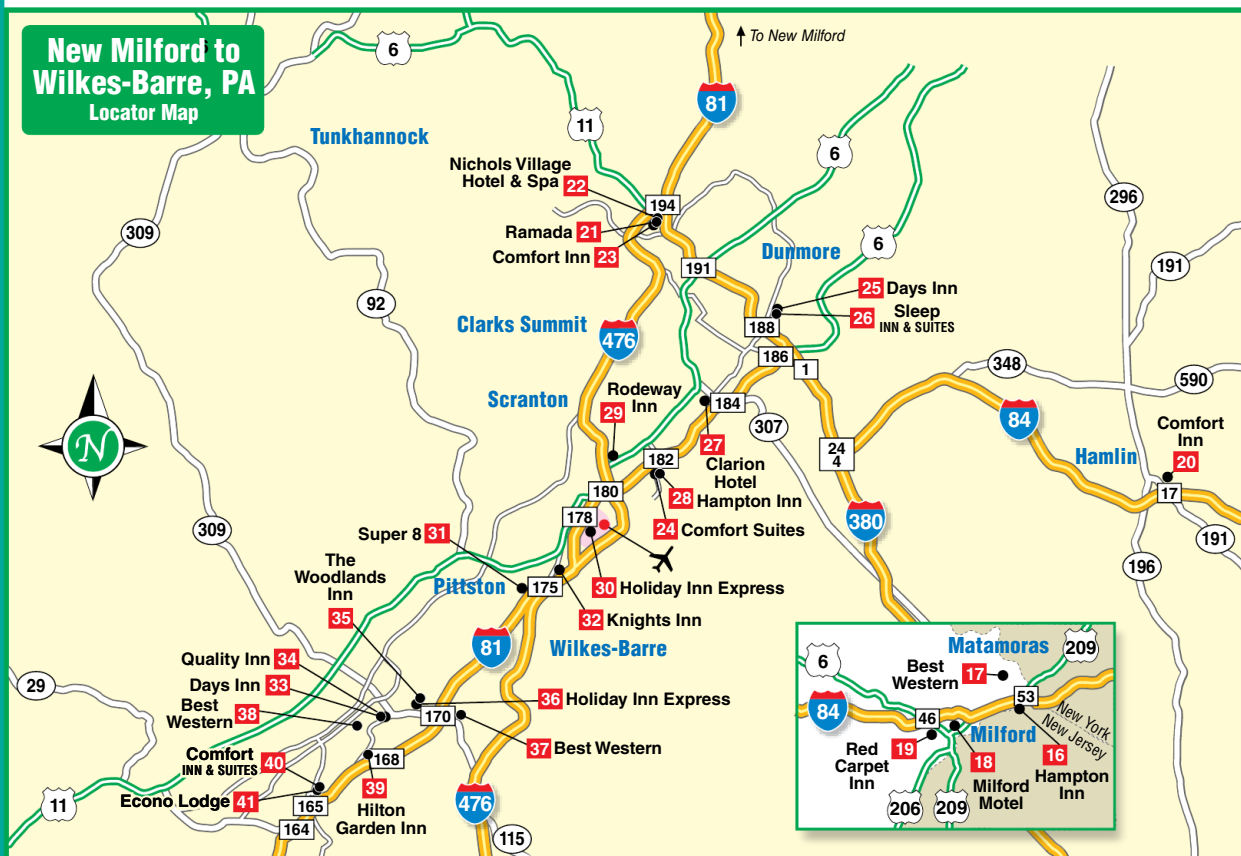 New Milford to
Wilkes-Barre, PA
Locator Map
6
6
To New Milford
81
11
6
Tunkhannock
Nichols Village
Hotel & Spa 22
194
296
Ramada 21
Comfort Inn 23
309
6
Dunmore
191
191
92
25 Days Inn
26 Sleep
INN & SUITES
Clarks Summit
476
188
186
1
348
590
Scranton
Rodeway
Inn
29
184
307
84
27
Clarion
Hotel
24
4
Comfort
Inn
20
Hamlin
17
N
182
28 Hampton Inn
180
178
24 Comfort Suites
380
191
309
Super 8 31
The
Woodlands
Inn
35
Pittston
175
30 Holiday Inn Express
196
32 Knights Inn
81
Wilkes-Barre
Quality Inn 34
Days Inn 33
Best
Western 38
29
36 Holiday Inn Express
170
37 Best Western
168
Comfort
INN & SUITES 40
Econo Lodge 41
39
Hilton
Garden Inn
11
165
164
476
115
Matamoras
209
6
Best
Western 17
53
84
46
New York
New Jersey
Milford
19
Red
Carpet
Inn
18
Milford
Motel
16
Hampton
Inn
206
209